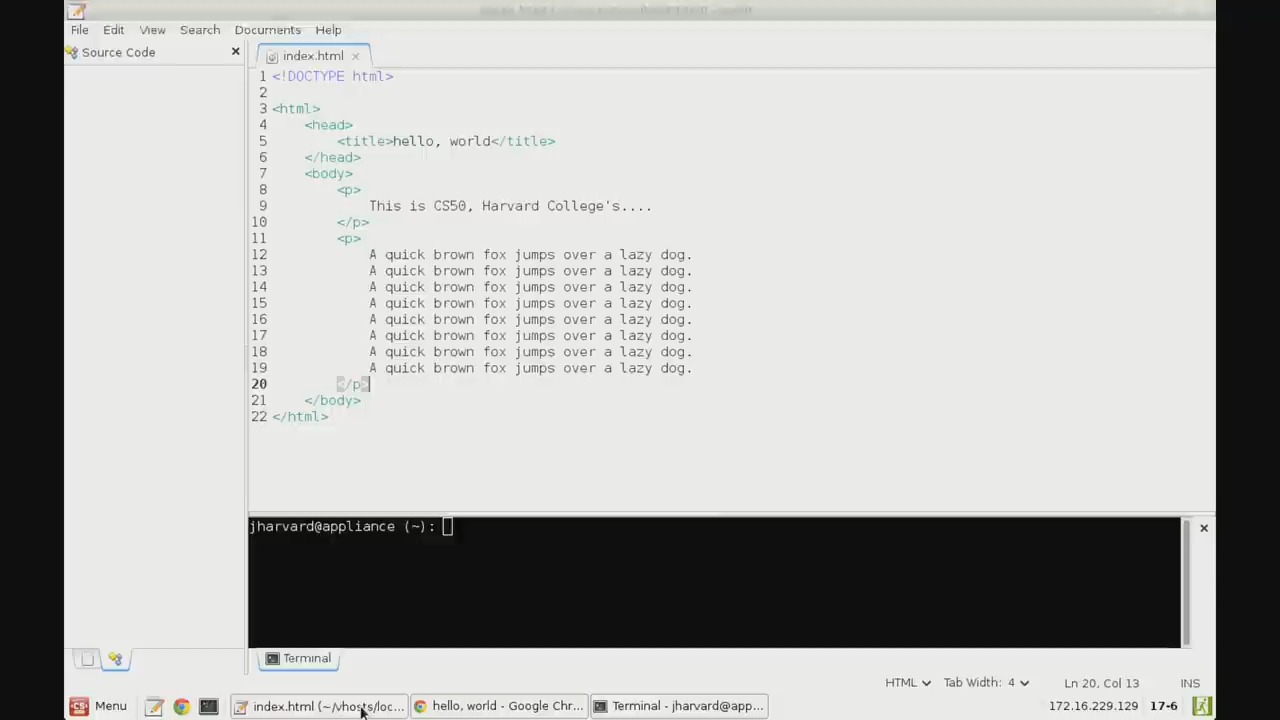 File Edit View Search Documents Help
Source Code
index.html
1 <!DOCTYPE html>
2
3 <html>
4 <head>
5 <title>hello, world</title>
6 </head>
7 <body>
8 <p>
9 This is CS50, Harvard College's....
10 </p>
11 <p>
12 A quick brown fox jumps over a lazy dog.
13 A quick brown fox jumps over a lazy dog.
14 A quick brown fox jumps over a lazy dog.
15 A quick brown fox jumps over a lazy dog.
16 A quick brown fox jumps over a lazy dog.
17 A quick brown fox jumps over a lazy dog.
18 A quick brown fox jumps over a lazy dog.
19 A quick brown fox jumps over a lazy dog.
20 </p>
21 </body>
22 </html>
jharvard@appliance (~):
Terminal
HTML Tab Width: 4 Ln 20, Col 13 INS
Menu index.html (~/vhosts/loc... hello, world - Google Chr... Terminal - jharvard@app... 172.16.229.129 17-6